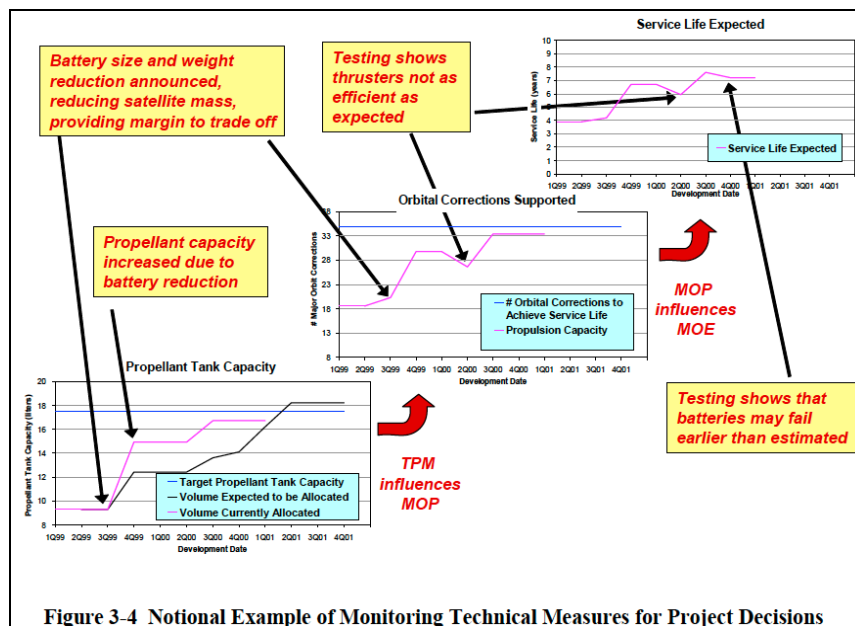 Service Life Expected
Battery size and weight
reduction announced,
reducing satellite mass,
providing margin to trade off
Testing shows
thrusters not as
efficient as
expected
Service Life (years)
10
9
8
7
6
5
4
3
2
1
0
Service Life Expected
1Q99 2Q99 3Q99 4Q99 1Q00 2Q00 3Q00 4Q00 1Q01 2Q01 3Q01 4Q01
Development Date
Orbital Corrections Supported
# Major Orbit Corrections
38
33
28
23
18
13
8
# Orbital Corrections to
Achieve Service Life
Propulsion Capacity
1Q99 2Q99 3Q99 4Q99 1Q00 2Q00 3Q00 4Q00 1Q01 2Q01 3Q01 4Q01
Development Date
Propellant capacity
increased due to
battery reduction
MOP
influences
MOE
Propellant Tank Capacity
Propellant Tank Capacity (liters)
20
18
16
14
12
10
8
Target Propellant Tank Capacity
Volume Expected to be Allocated
Volume Currently Allocated
1Q99 2Q99 3Q99 4Q99 1Q00 2Q00 3Q00 4Q00 1Q01 2Q01 3Q01 4Q01
Development Date
TPM
influences
MOP
Testing shows that
batteries may fail
earlier than estimated
Figure 3-4 Notional Example of Monitoring Technical Measures for Project Decisions